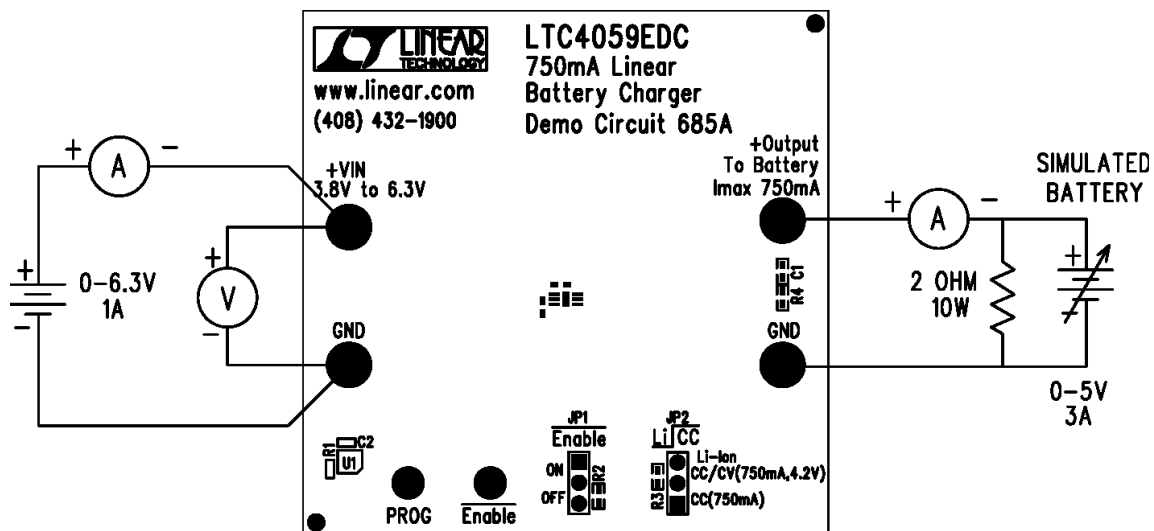 LINEAR
TECHNOLOGY
www.linear.com
(408) 432-1900
LTC4059EDC
750mA Linear
Battery Charger
Demo Circuit 685A
+ A -
+VIN
3.8V to 6.3V
+Output
To Battery
Imax 750mA
+ A -
SIMULATED
BATTERY
+
0-6.3V
1A
-
+
V
-
GND
R4 C1
GND
2 OHM
10W
+
-
0-5V
3A
R1
C2
U1
PROG
Enable
JP1
Enable
ON
OFF
R2
JP2
Li CC
Li-Ion
CC/CV(750mA,4.2V)
CC(750mA)
R3